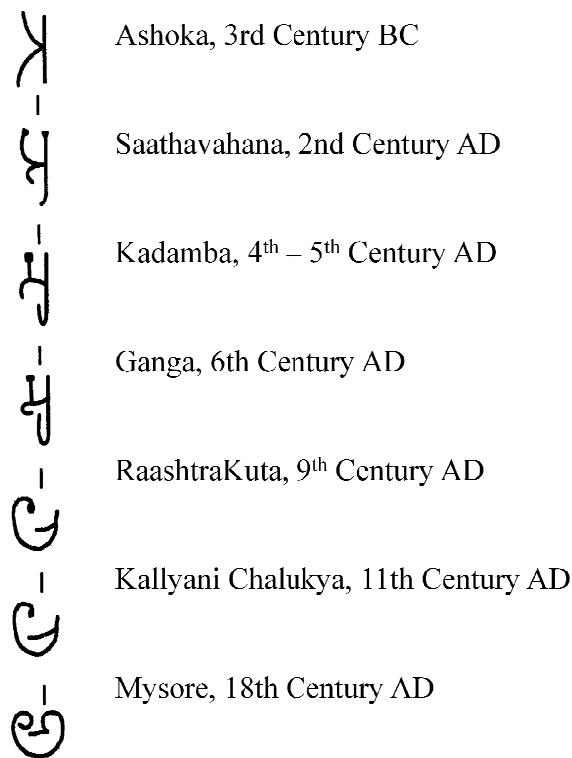 Ashoka, 3rd Century BC
Saathavahana, 2nd Century AD
Kadamba, 4th – 5th Century AD
Ganga, 6th Century AD
RaashtraKuta, 9th Century AD
Kallyani Chalukya, 11th Century AD
Mysore, 18th Century AD